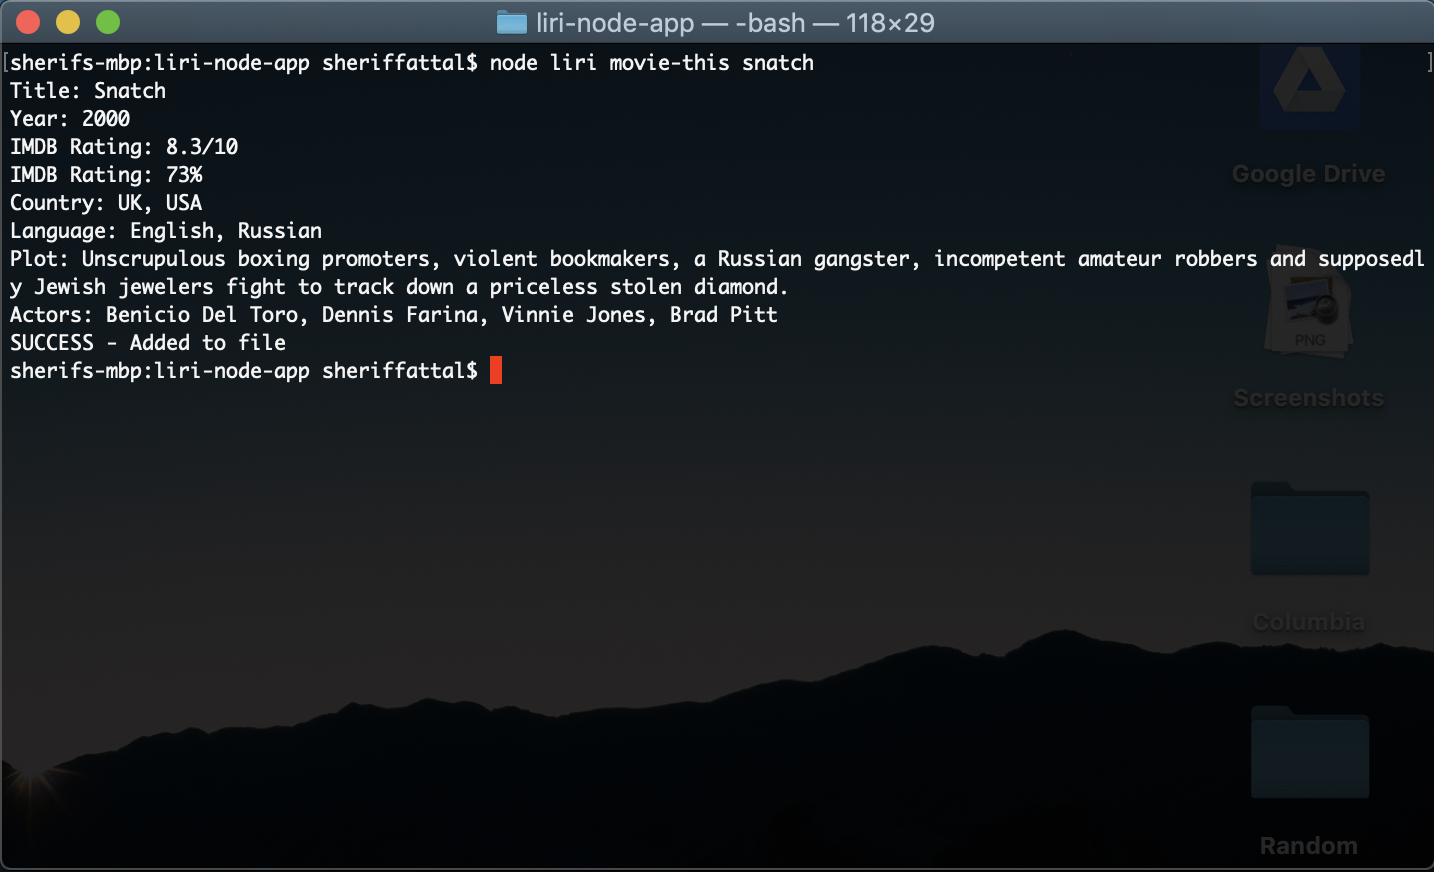 liri-node-app — -bash — 118×29
[sherifs-mbp:liri-node-app sheriffattal$ node liri movie-this snatch ]
Title: Snatch
Year: 2000
IMDB Rating: 8.3/10
IMDB Rating: 73%
Country: UK, USA
Language: English, Russian
Plot: Unscrupulous boxing promoters, violent bookmakers, a Russian gangster, incompetent amateur robbers and supposedl
y Jewish jewelers fight to track down a priceless stolen diamond.
Actors: Benicio Del Toro, Dennis Farina, Vinnie Jones, Brad Pitt
SUCCESS - Added to file
sherifs-mbp:liri-node-app sheriffattal$
Google Drive
PNG
Screenshots
Columbia
Random